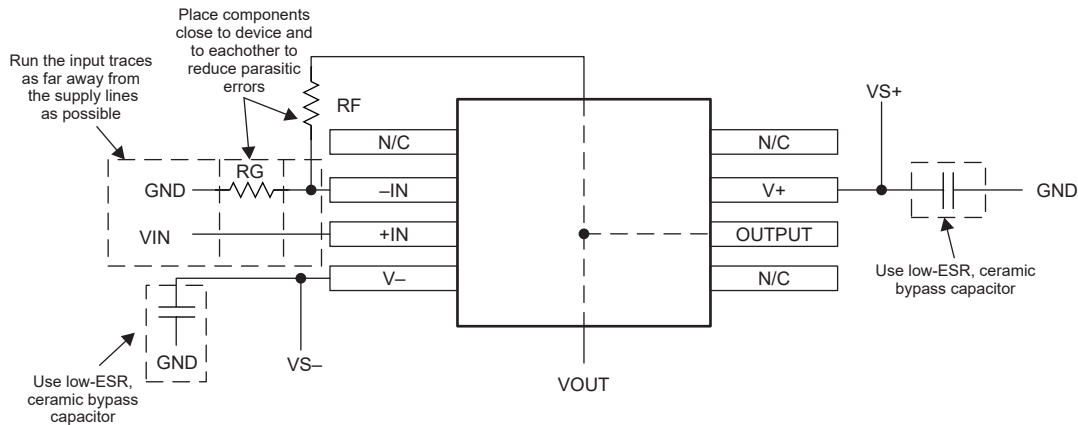 Place components
close to device and
to eachother to
reduce parasitic
errors
Run the input traces
as far away from
the supply lines
as possible
RF
VS+
N/C
N/C
RG
GND
–IN
V+
GND
VIN
+IN
OUTPUT
V–
N/C
Use low-ESR, ceramic
bypass capacitor
GND
VS–
VOUT
Use low-ESR,
ceramic bypass
capacitor